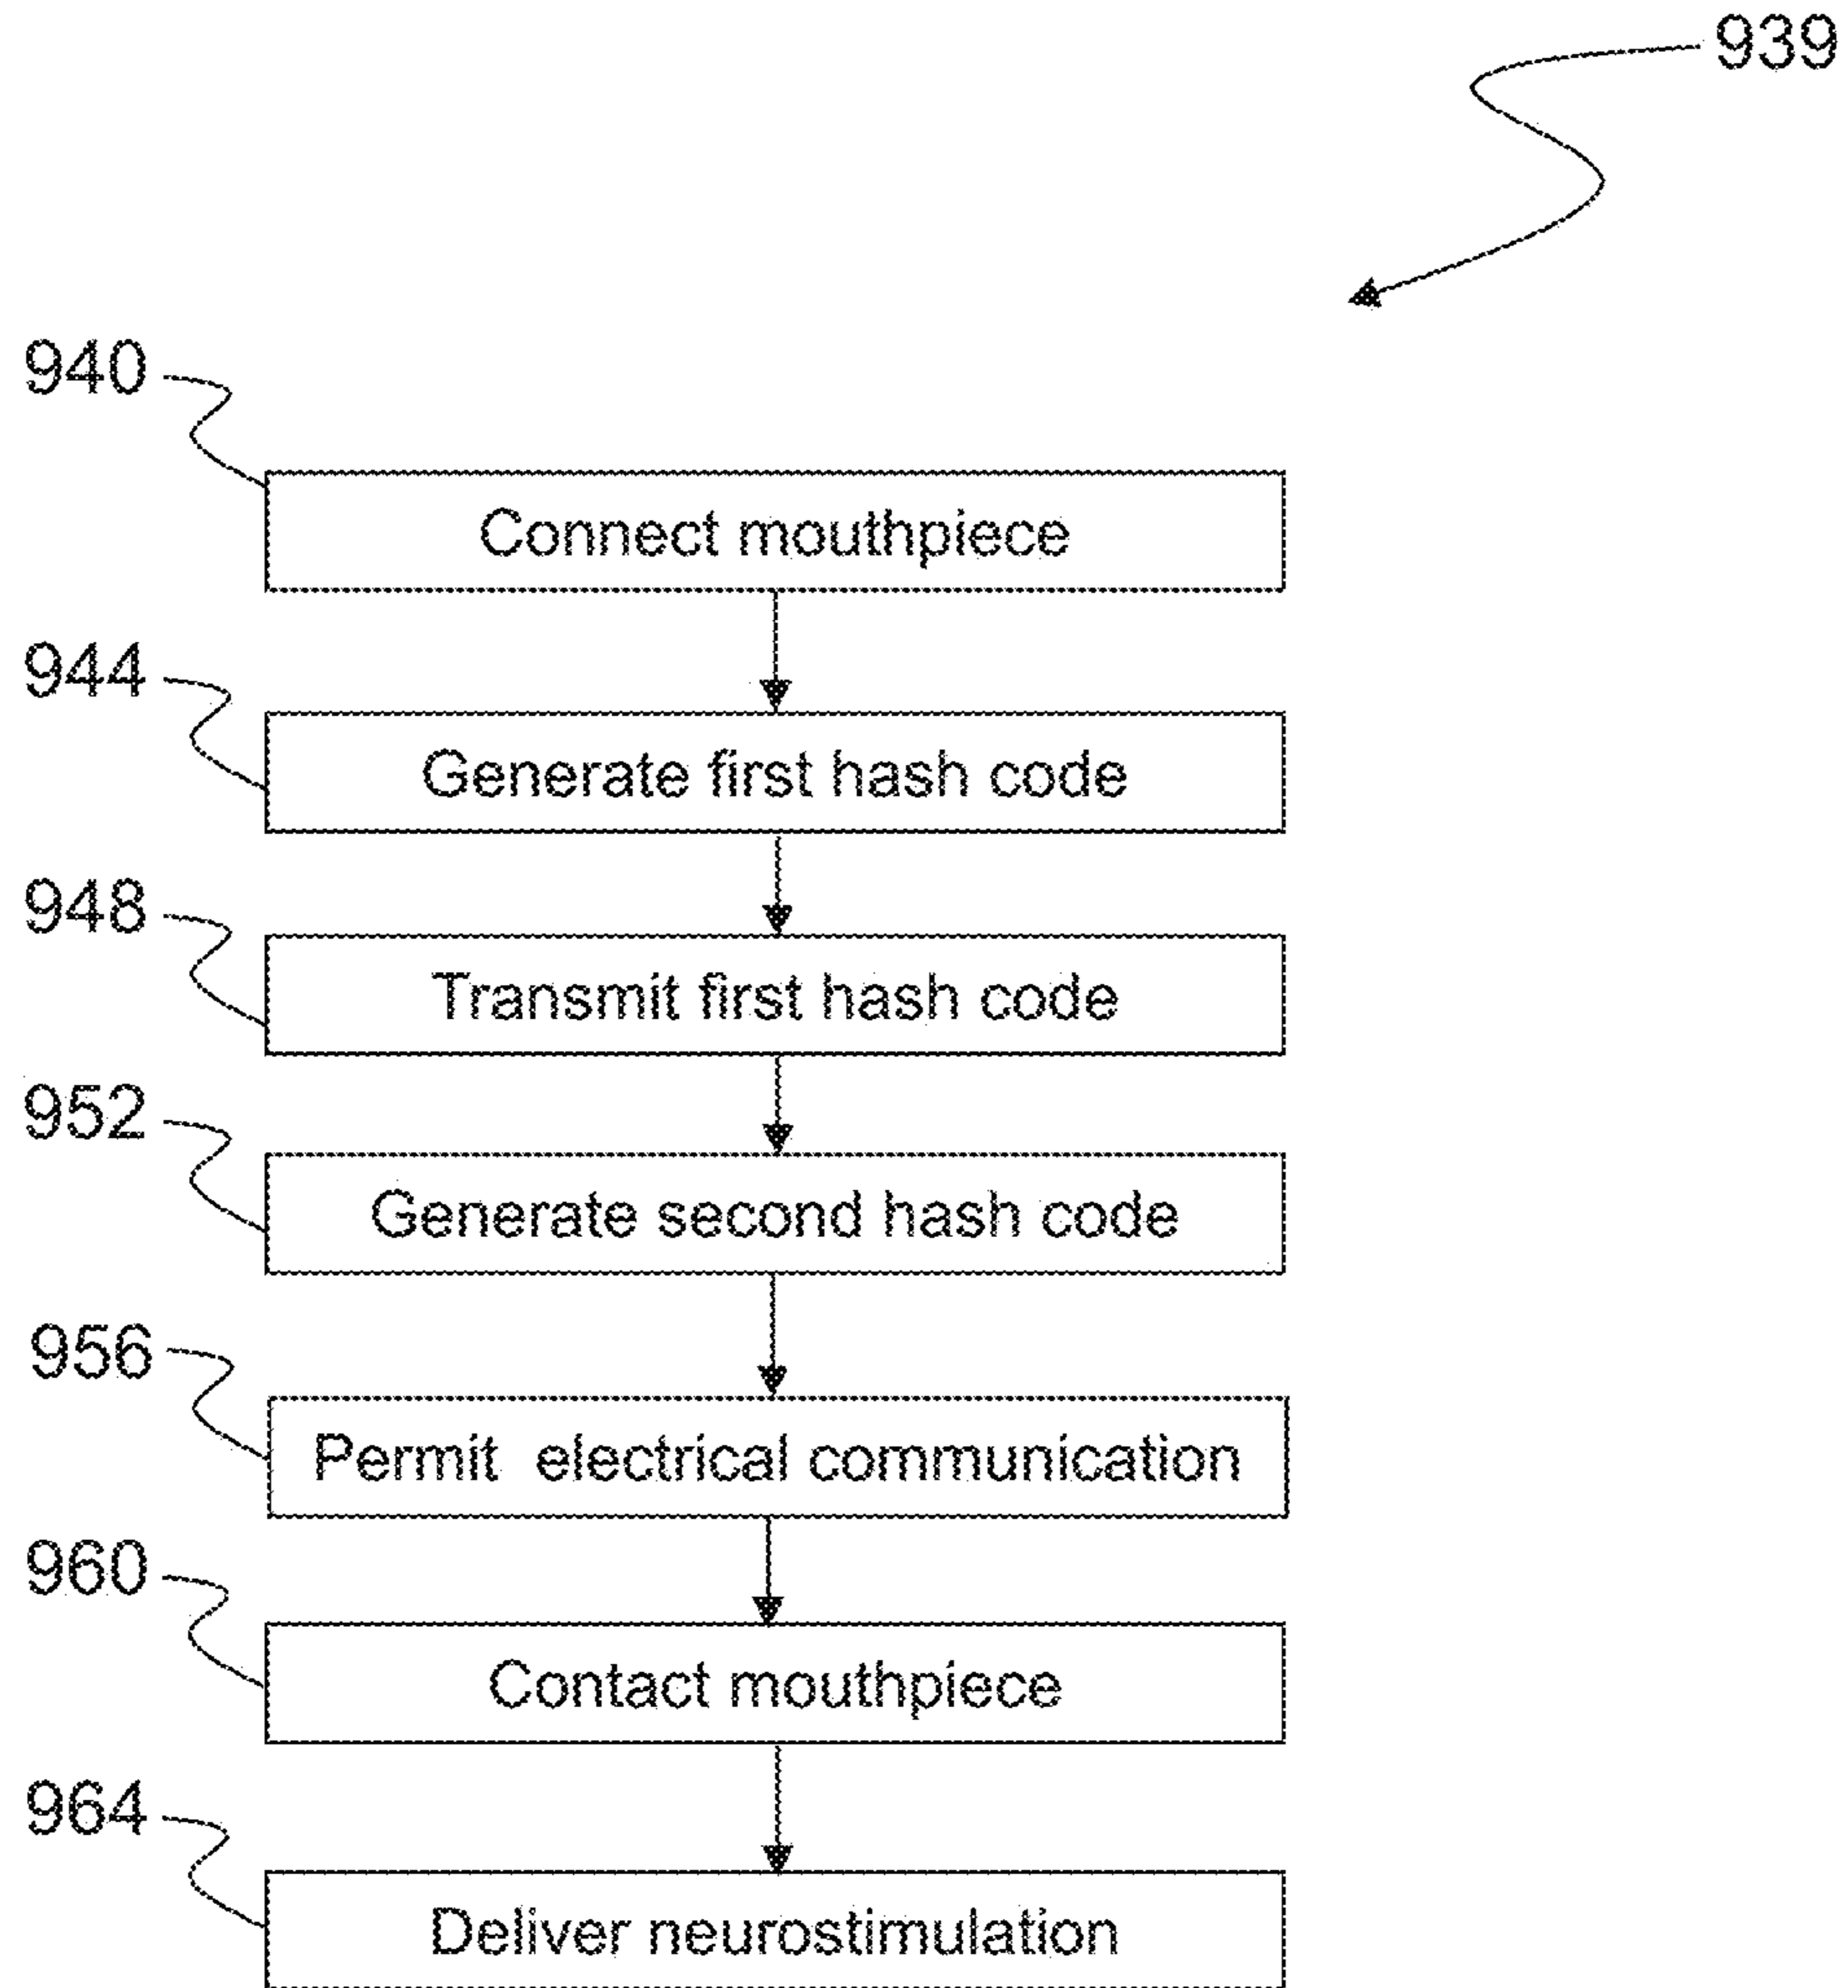 939
940
Connect mouthpiece
944
Generate first hash code
948
Transmit first hash code
952
Generate second hash code
956
Permit electrical communication
960
Contact mouthpiece
964
Deliver neurostimulation